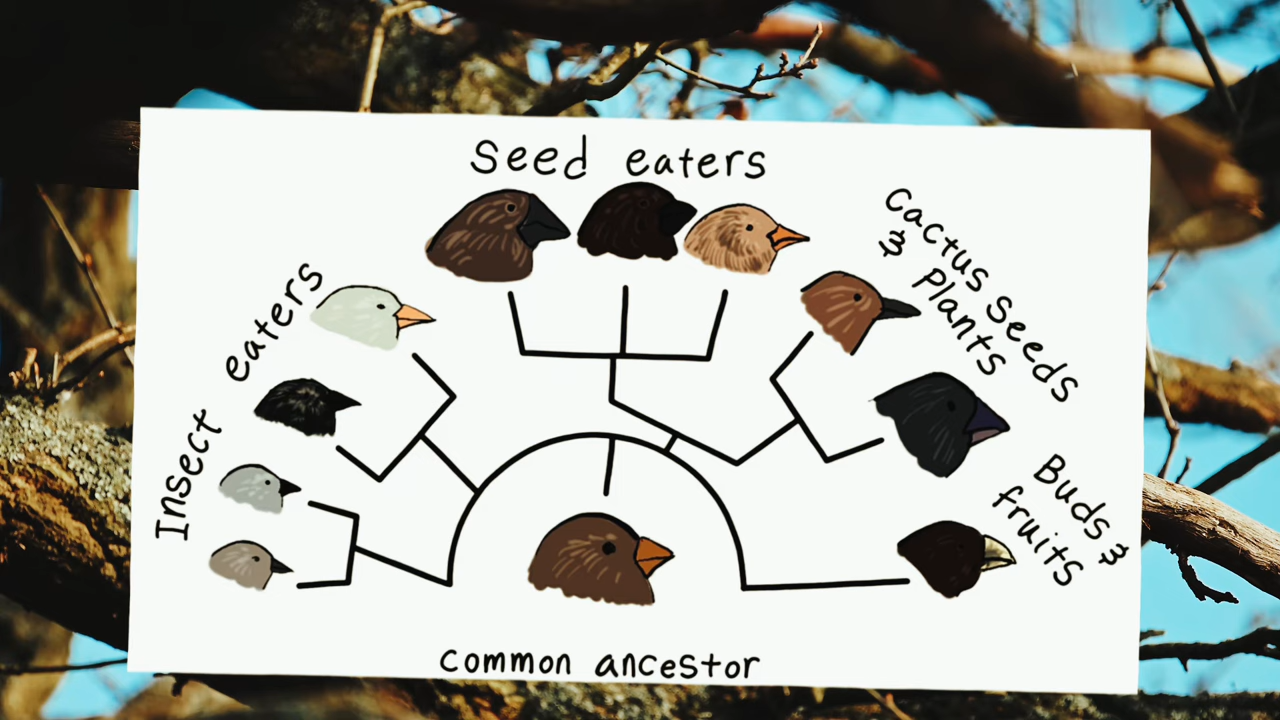 Seed eaters
Insect eaters
Cactus Seeds
& Plants
Buds &
fruits
common ancestor